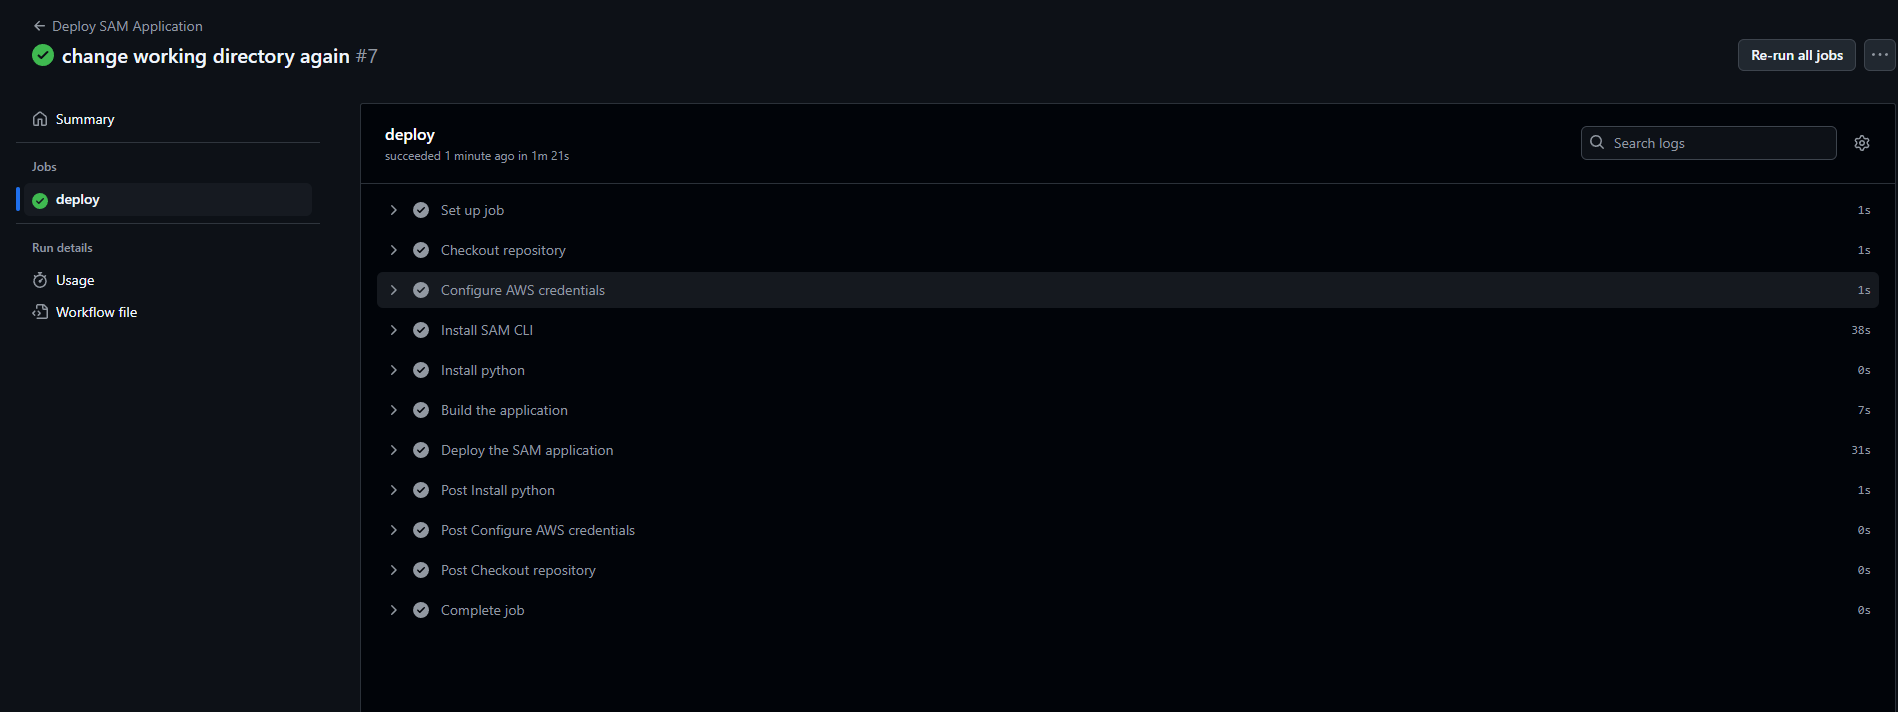 Deploy SAM Application
change working directory again #7
Re-run all jobs
Summary
Jobs
deploy
Run details
Usage
Workflow file
deploy
succeeded 1 minute ago in 1m 21s
Search logs
Set up job 1s
Checkout repository 1s
Configure AWS credentials 1s
Install SAM CLI 38s
Install python 0s
Build the application 7s
Deploy the SAM application 31s
Post Install python 1s
Post Configure AWS credentials 0s
Post Checkout repository 0s
Complete job 0s